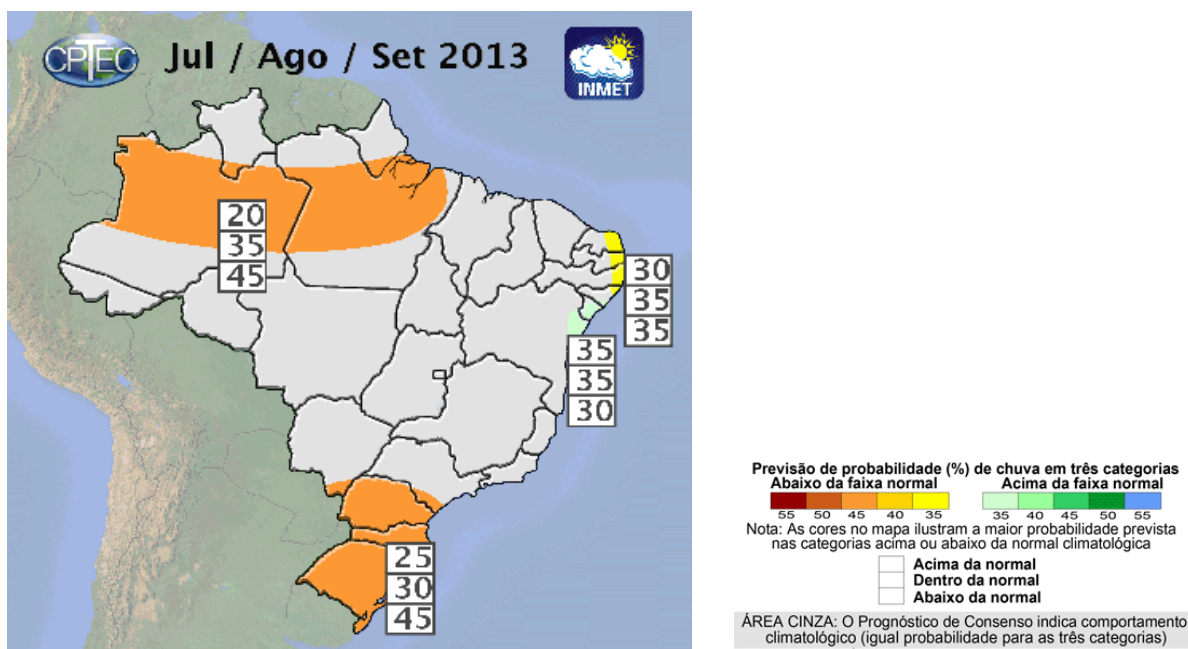 CPTEC Jul / Ago / Set 2013
INMET
20
35
45
30
35
35
35
35
30
25
30
45
Previsão de probabilidade (%) de chuva em três categorias
Abaixo da faixa normal Acima da faixa normal
55 50 45 40 35 35 40 45 50 55
Nota: As cores no mapa ilustram a maior probabilidade prevista
nas categorias acima ou abaixo da normal climatológica
Acima da normal
Dentro da normal
Abaixo da normal
ÁREA CINZA: O Prognóstico de Consenso indica comportamento
climatológico (igual probabilidade para as três categorias)